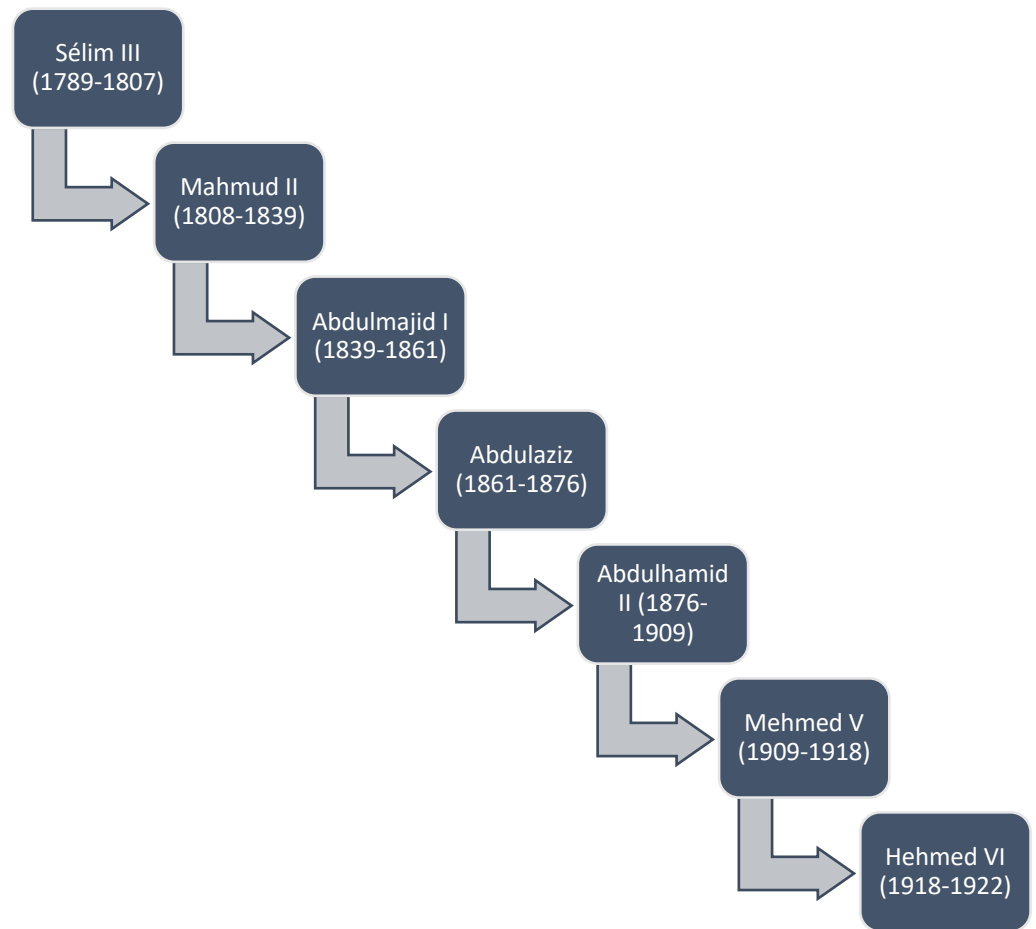 Sélim III
(1789-1807)
Mahmud II
(1808-1839)
Abdulmajid I
(1839-1861)
Abdulaziz
(1861-1876)
Abdulhamid
II (1876-
1909)
Mehmed V
(1909-1918)
Hehmed VI
(1918-1922)